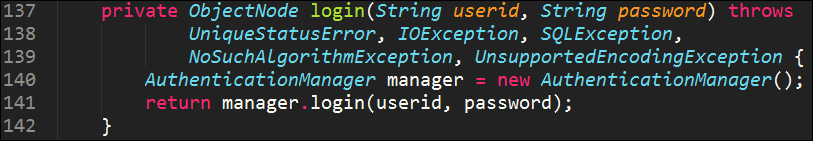 137 private ObjectNode login(String userid, String password) throws
138 UniqueStatusError, IOException, SQLException,
139 NoSuchAlgorithmException, UnsupportedEncodingException {
140 AuthenticationManager manager = new AuthenticationManager();
141 return manager.login(userid, password);
142 }